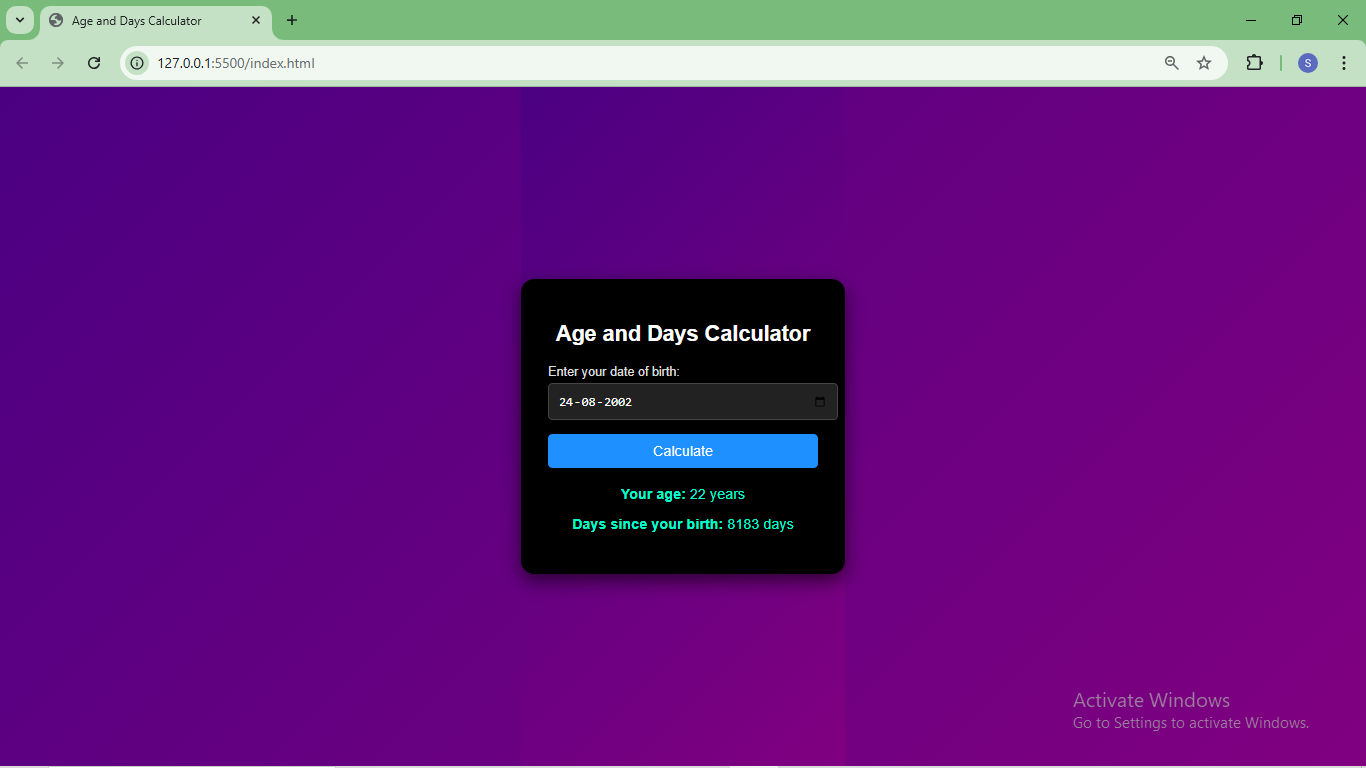 Age and Days Calculator
127.0.0.1:5500/index.html
S
Age and Days Calculator
Enter your date of birth:
24-08-2002
Calculate
Your age: 22 years
Days since your birth: 8183 days
Activate Windows
Go to Settings to activate Windows.